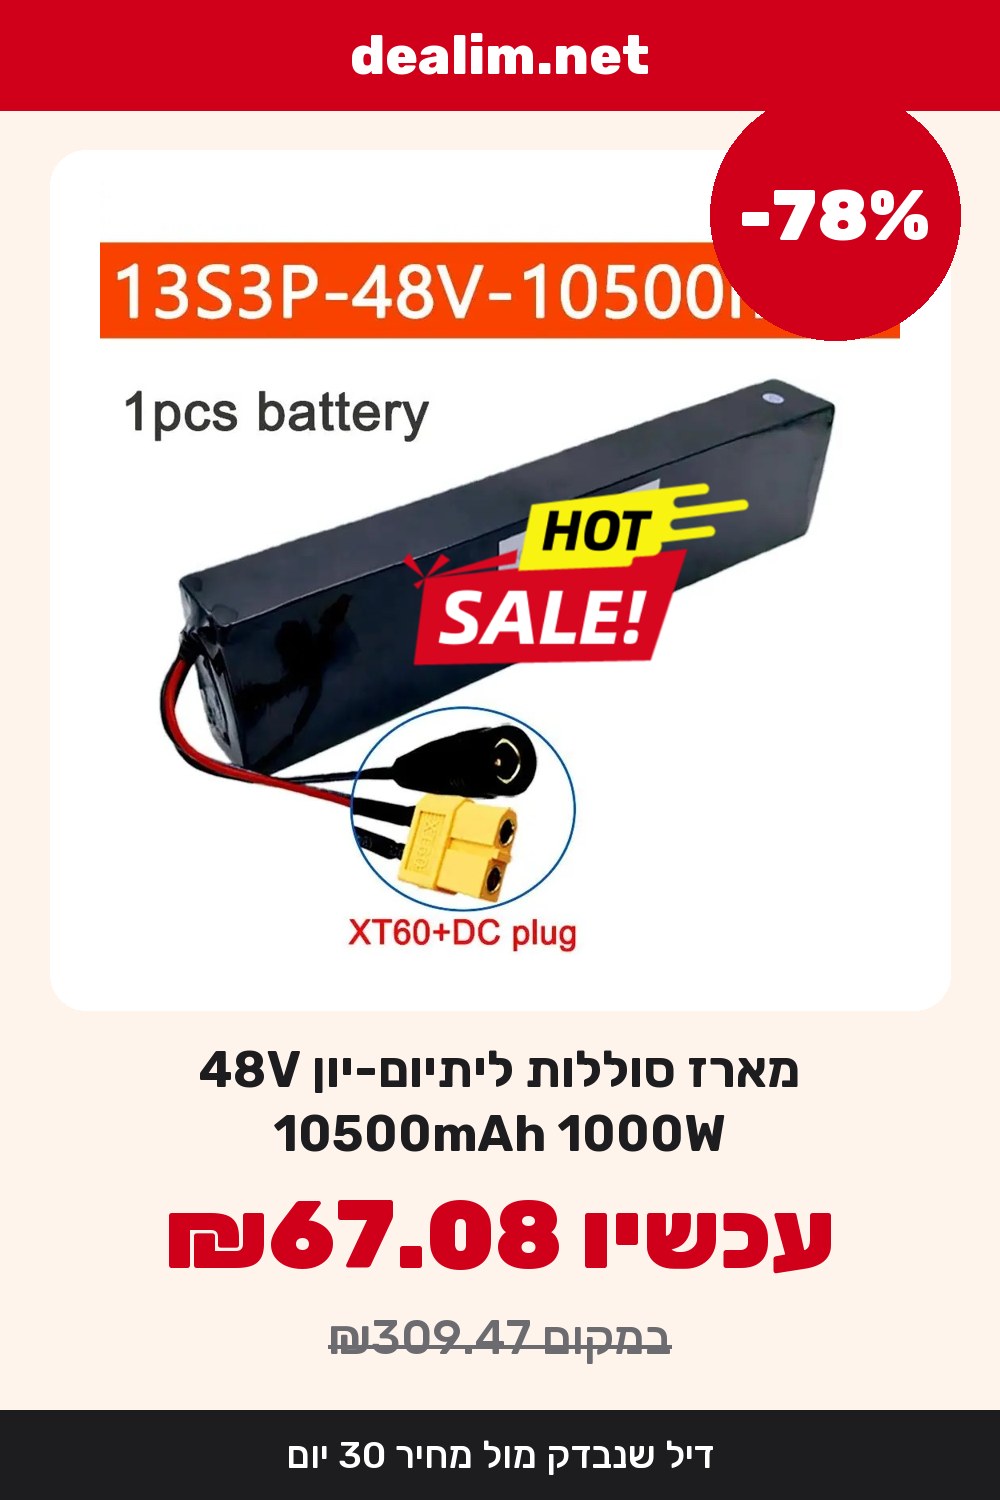 dealim.net
-78%
13S3P-48V-10500
1pcs battery
HOT
SALE!
XT60+DC plug
מארז סוללות ליתיום-יון 48V
10500mAh 1000W
עכשיו ₪67.08
במקום ₪309.47
דיל שנבדק מול מחיר 30 יום